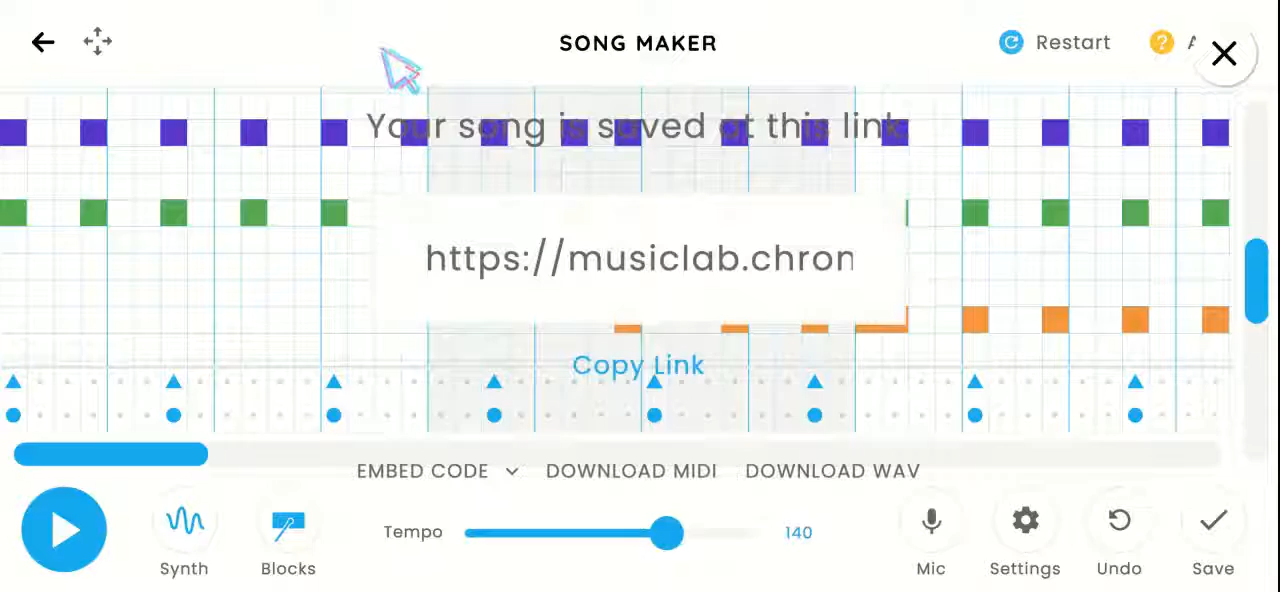 SONG MAKER
Restart
?
A
Your song is saved at this link
https://musiclab.chron
Copy Link
EMBED CODE
DOWNLOAD MIDI
DOWNLOAD WAV
Tempo
140
Synth
Blocks
Mic
Settings
Undo
Save